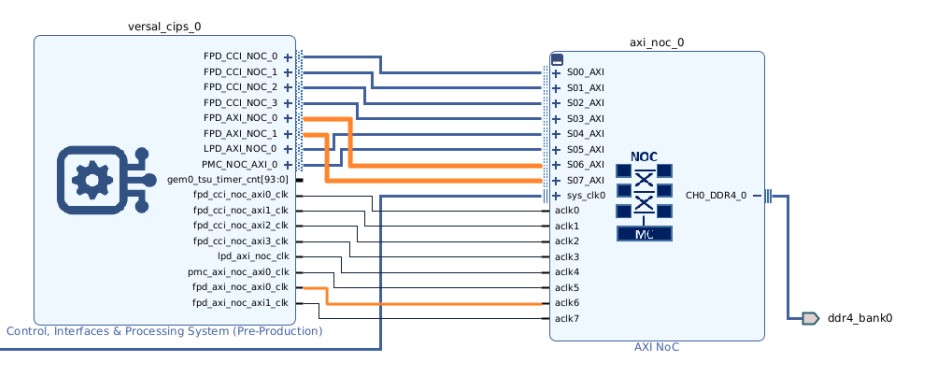 versal_cips_0
axi_noc_0
FPD_CCI_NOC_0
FPD_CCI_NOC_1
FPD_CCI_NOC_2
FPD_CCI_NOC_3
FPD_AXI_NOC_0
FPD_AXI_NOC_1
LPD_AXI_NOC_0
PMC_NOC_AXI_0
gem0_tsu_timer_cnt[93:0]
fpd_cci_noc_axi0_clk
fpd_cci_noc_axi1_clk
fpd_cci_noc_axi2_clk
fpd_cci_noc_axi3_clk
lpd_axi_noc_clk
pmc_axi_noc_axi0_clk
fpd_axi_noc_axi0_clk
fpd_axi_noc_axi1_clk
Control, Interfaces & Processing System (Pre-Production)
S00_AXI
S01_AXI
S02_AXI
S03_AXI
S04_AXI
S05_AXI
S06_AXI
S07_AXI
sys_clk0
aclk0
aclk1
aclk2
aclk3
aclk4
aclk5
aclk6
aclk7
NOC
MC
CH0_DDR4_0
AXI NoC
ddr4_bank0